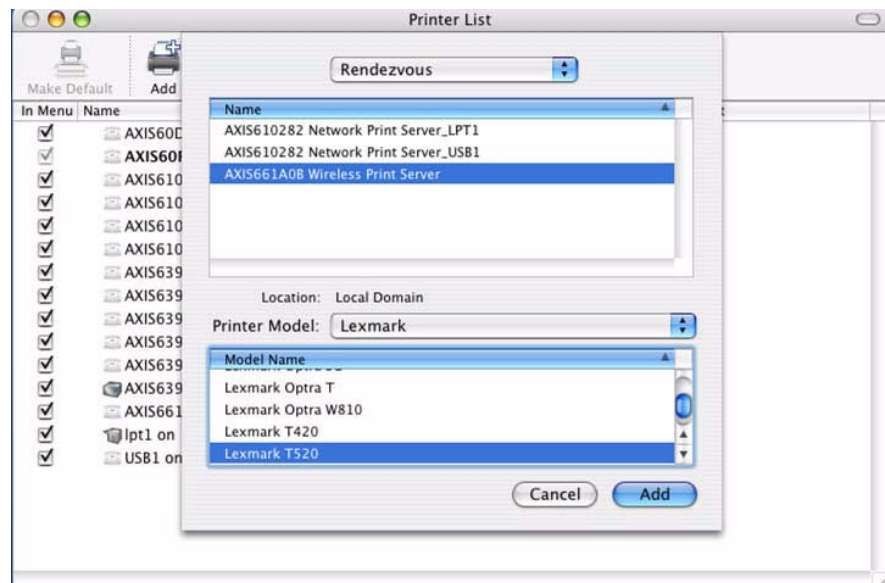 Printer List
Make Default
Add
In Menu Name
AXIS60D
AXIS60F
AXIS610
AXIS610
AXIS610
AXIS610
AXIS639
AXIS639
AXIS639
AXIS639
AXIS639
AXIS639
AXIS661
lpt1 on
USB1 on
Rendezvous
Name
AXIS610282 Network Print Server_LPT1
AXIS610282 Network Print Server_USB1
AXIS661A0B Wireless Print Server
Location: Local Domain
Printer Model: Lexmark
Model Name
Lexmark Optra T
Lexmark Optra W810
Lexmark T420
Lexmark T520
Cancel
Add